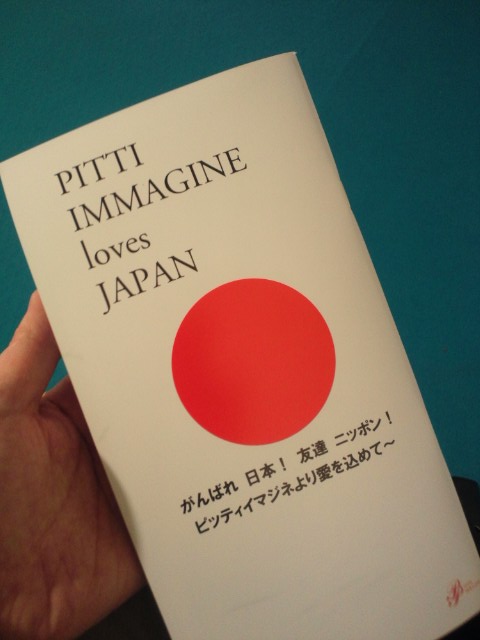 PITTI
IMMAGINE
loves
JAPAN
がんばれ 日本! 友達 ニッポン!
ピッティイマジネより愛を込めて〜